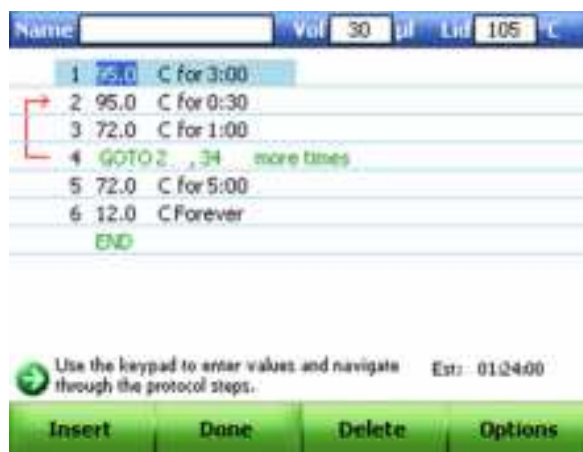 Name Vol 30 µl Lid 105 C
1 95.0 C for 3:00
2 95.0 C for 0:30
3 72.0 C for 1:00
4 GOTO 2 , 34 more times
5 72.0 C for 5:00
6 12.0 C Forever
END
Use the keypad to enter values and navigate
through the protocol steps.
Est: 01:24:00
Insert Done Delete Options